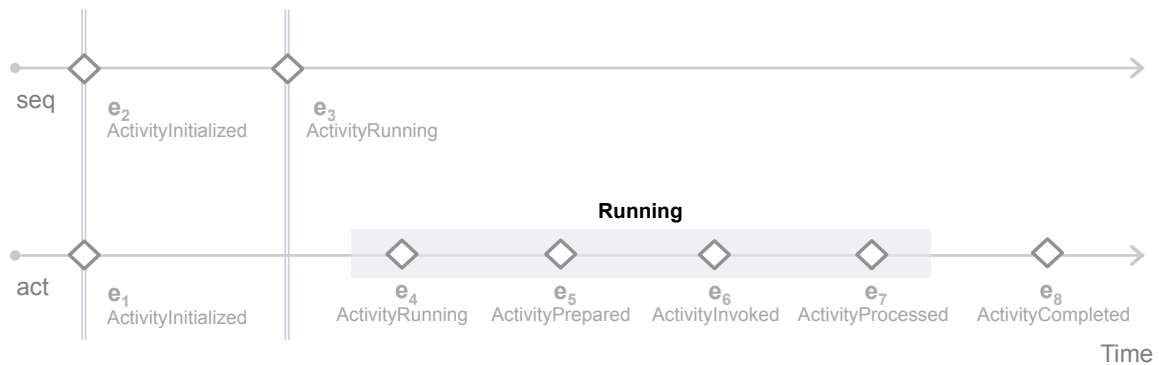 seq
e2
ActivityInitialized
e3
ActivityRunning
Running
act
e1
ActivityInitialized
e4
ActivityRunning
e5
ActivityPrepared
e6
ActivityInvoked
e7
ActivityProcessed
e8
ActivityCompleted
Time